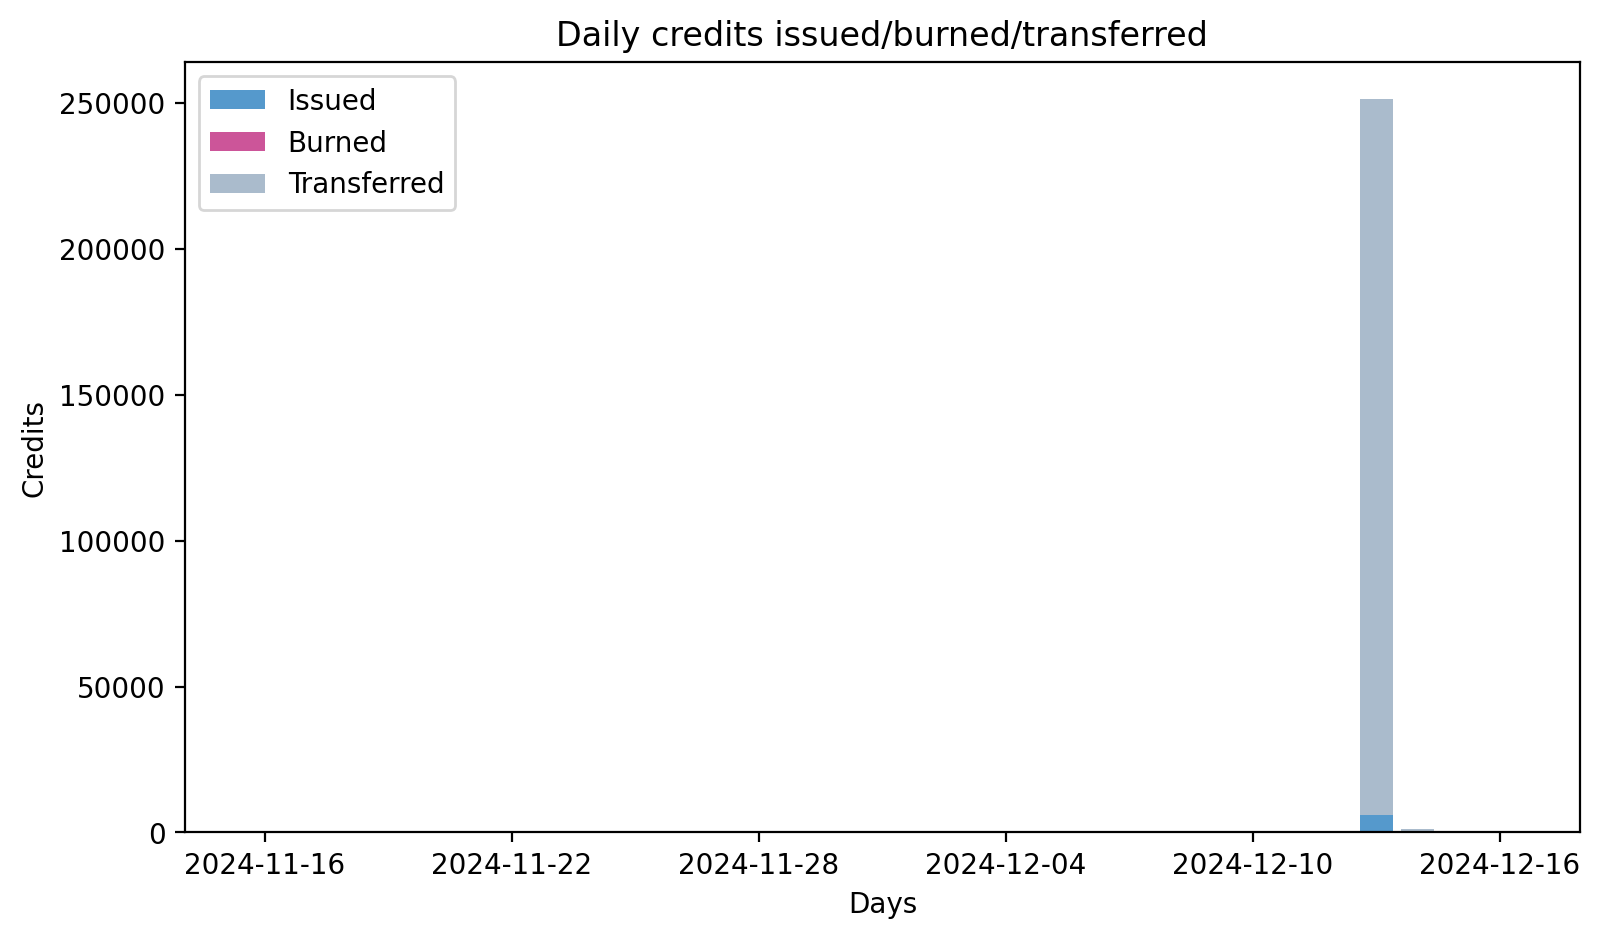 Daily credits issued/burned/transferred
Issued
Burned
Transferred
Credits
250000
200000
150000
100000
50000
0
2024-11-16
2024-11-22
2024-11-28
2024-12-04
2024-12-10
2024-12-16
Days